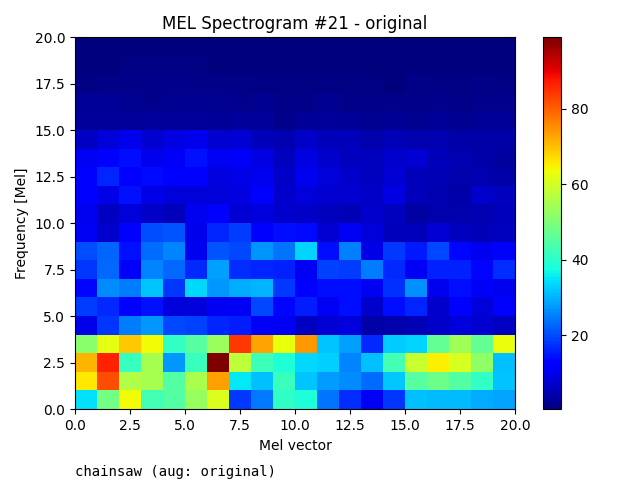 MEL Spectrogram #21 - original
20.0
17.5
15.0
12.5
10.0
7.5
5.0
2.5
0.0
Frequency [Mel]
0.0 2.5 5.0 7.5 10.0 12.5 15.0 17.5 20.0
Mel vector
80
60
40
20
chainsaw (aug: original)